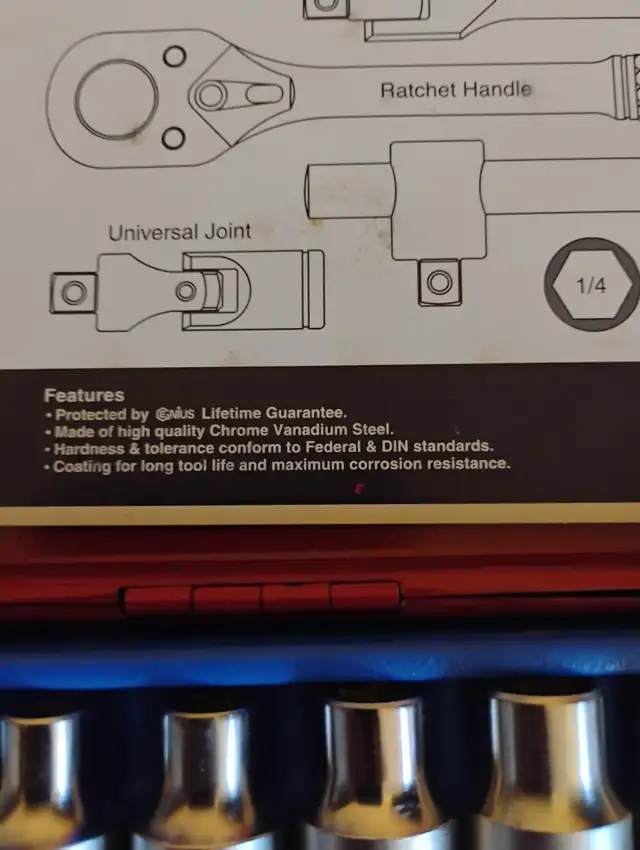 Ratchet Handle
Universal Joint
1/4
Features
• Protected by GENIUS Lifetime Guarantee.
• Made of high quality Chrome Vanadium Steel.
• Hardness & tolerance conform to Federal & DIN standards.
• Coating for long tool life and maximum corrosion resistance.